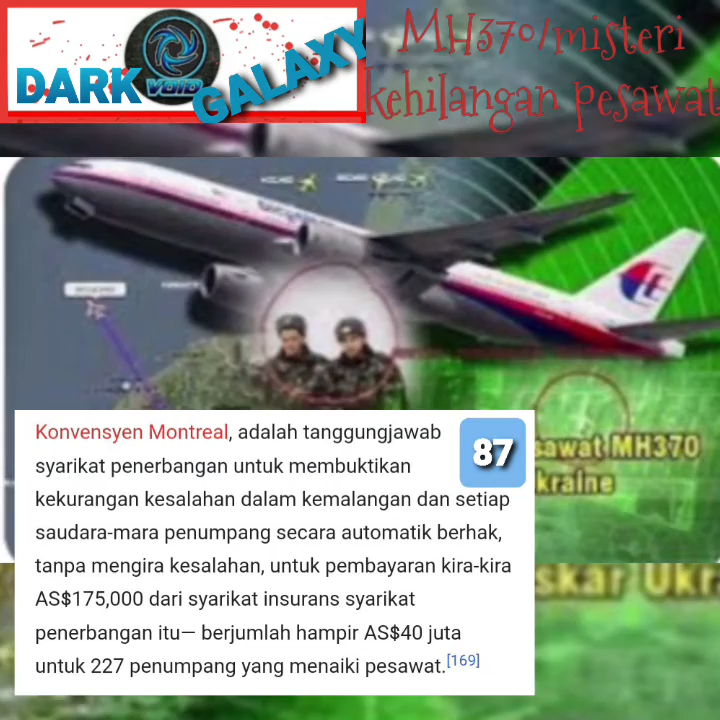 DARK VOID GALAXY
MH370/misteri
kehilangan pesawat
Konvensyen Montreal, adalah tanggungjawab
syarikat penerbangan untuk membuktikan
kekurangan kesalahan dalam kemalangan dan setiap
saudara-mara penumpang secara automatik berhak,
tanpa mengira kesalahan, untuk pembayaran kira-kira
AS$175,000 dari syarikat insurans syarikat
penerbangan itu— berjumlah hampir AS$40 juta
untuk 227 penumpang yang menaiki pesawat.[169]
87
sawat MH370
kraine
skar Ukr